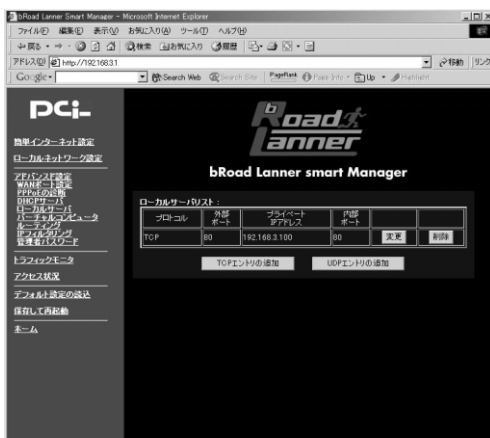 bRoad Lanner Smart Manager - Microsoft Internet Explorer
ファイル(F) 編集(E) 表示(V) お気に入り(A) ツール(T) ヘルプ(H)
戻る 検索 お気に入り 履歴
アドレス(D) http://192.168.3.1 移動 リンク
Google Search Web Search Site PageRank Page Info Up Highlight
PCi
bRoad Lanner
bRoad Lanner smart Manager
簡単インターネット設定
ローカルネットワーク設定
アドバンスド設定
WANポート設定
PPPoEの診断
DHCPサーバ
ローカルサーバ
バーチャルコンピュータ
ルーティング
IPフィルタリング
管理者パスワード
トラフィックモニタ
アクセス状況
デフォルト設定の読込
保存して再起動
ホーム
ローカルサーバリスト:
プロトコル 外部ポート プライベートIPアドレス 内部ポート
TCP 80 192.168.3.100 80 変更 削除
TCPエントリの追加 UDPエントリの追加